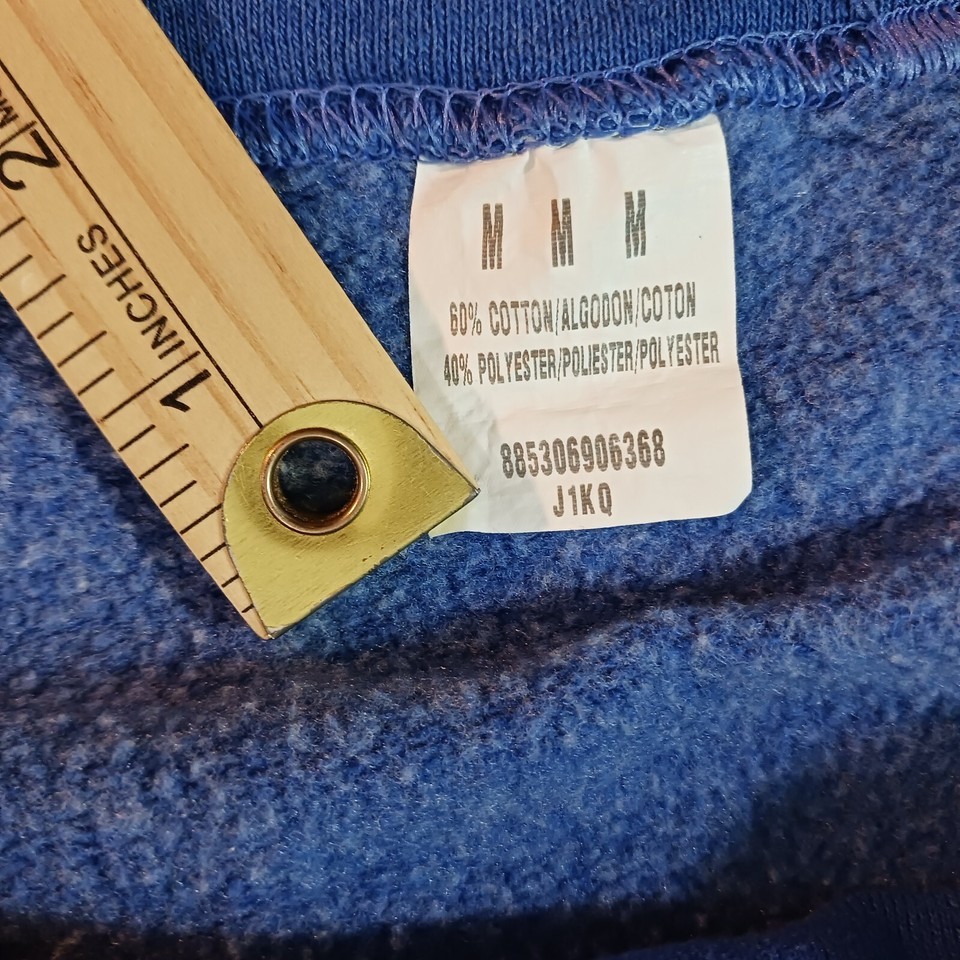 M M M
60% COTTON/ALGODON/COTON
40% POLYESTER/POLIESTER/POLYESTER
885306906368
J1KQ
1 INCHES 2